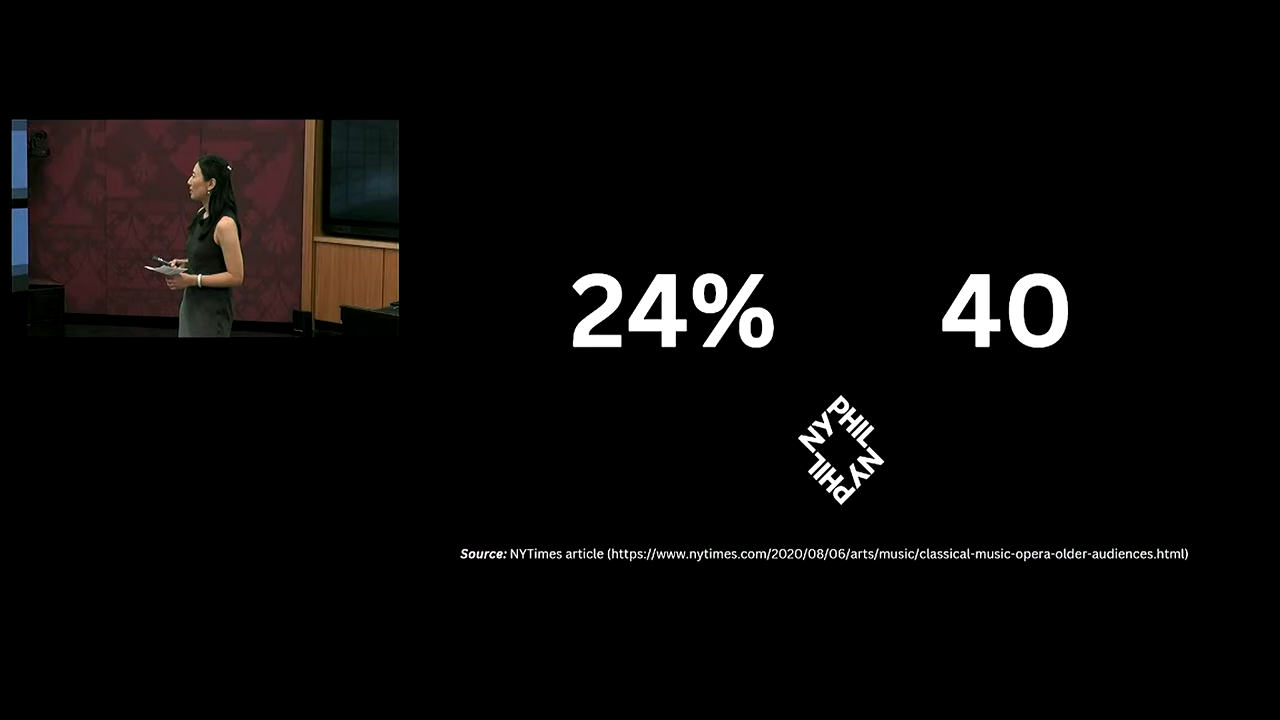 24% 40
NY PHIL
NY PHIL
Source: NYTimes article (https://www.nytimes.com/2020/08/06/arts/music/classical-music-opera-older-audiences.html)